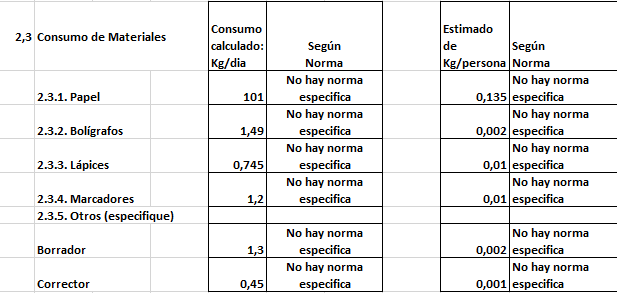 2,3 Consumo de Materiales Consumo calculado: Kg/dia Según Norma Estimado de Kg/persona Según Norma
2.3.1. Papel 101 No hay norma especifica 0,135 No hay norma especifica
2.3.2. Bolígrafos 1,49 No hay norma especifica 0,002 No hay norma especifica
2.3.3. Lápices 0,745 No hay norma especifica 0,01 No hay norma especifica
2.3.4. Marcadores 1,2 No hay norma especifica 0,01 No hay norma especifica
2.3.5. Otros (especifique)
Borrador 1,3 No hay norma especifica 0,002 No hay norma especifica
Corrector 0,45 No hay norma especifica 0,001 No hay norma especifica